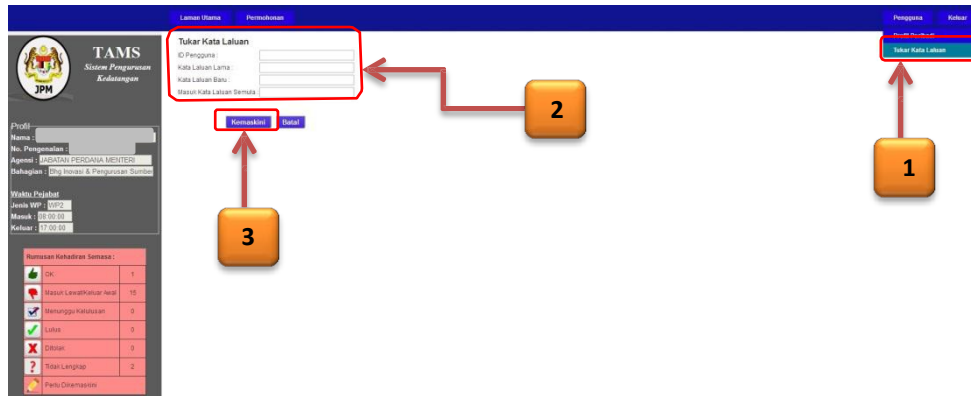 Laman Utama Permohonan Pengguna Keluar
Profil Peribadi
Tukar Kata Laluan
TAMS
Sistem Pengurusan
Kedatangan
JPM
Tukar Kata Laluan
ID Pengguna :
Kata Laluan Lama :
Kata Laluan Baru :
Masuk Kata Laluan Semula
Kemaskini Batal
1
2
3
Profil
Nama :
No. Pengenalan :
Agensi : JABATAN PERDANA MENTERI
Bahagian : Bhg Inovasi & Pengurusan Sumber
Waktu Pejabat
Jenis WP : WP2
Masuk : 08:00:00
Keluar : 17:00:00
Rumusan Kehadiran Semasa :
OK 1
Masuk Lewat/Keluar Awal 15
Menunggu Kelulusan 0
Lulus 0
Ditolak 0
Tidak Lengkap 2
Perlu Dikemaskini